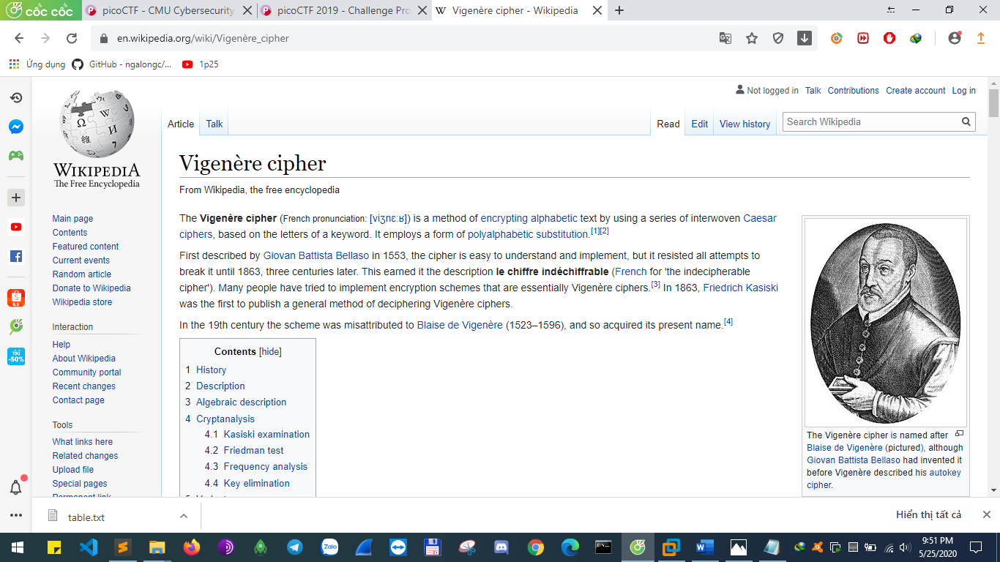 cốc cốc
picoCTF - CMU Cybersecurity
picoCTF 2019 - Challenge Pro
W Vigenère cipher - Wikipedia
en.wikipedia.org/wiki/Vigenère_cipher
Ứng dụng
GitHub - ngalongc/...
1p25
Not logged in Talk Contributions Create account Log in
Article Talk
Read Edit View history
Search Wikipedia
WIKIPEDIA
The Free Encyclopedia
Main page
Contents
Featured content
Current events
Random article
Donate to Wikipedia
Wikipedia store
Interaction
Help
About Wikipedia
Community portal
Recent changes
Contact page
Tools
What links here
Related changes
Upload file
Special pages
Permanent link
Vigenère cipher
From Wikipedia, the free encyclopedia
The Vigenère cipher (French pronunciation: [viʒnɛːʁ]) is a method of encrypting alphabetic text by using a series of interwoven Caesar
ciphers, based on the letters of a keyword. It employs a form of polyalphabetic substitution.[1][2]
First described by Giovan Battista Bellaso in 1553, the cipher is easy to understand and implement, but it resisted all attempts to
break it until 1863, three centuries later. This earned it the description le chiffre indéchiffrable (French for 'the indecipherable
cipher'). Many people have tried to implement encryption schemes that are essentially Vigenère ciphers.[3] In 1863, Friedrich Kasiski
was the first to publish a general method of deciphering Vigenère ciphers.
In the 19th century the scheme was misattributed to Blaise de Vigenère (1523–1596), and so acquired its present name.[4]
Contents [hide]
1 History
2 Description
3 Algebraic description
4 Cryptanalysis
4.1 Kasiski examination
4.2 Friedman test
4.3 Frequency analysis
4.4 Key elimination
The Vigenère cipher is named after
Blaise de Vigenère (pictured), although
Giovan Battista Bellaso had invented it
before Vigenère described his autokey
cipher.
6.6
TIKI
-50%
table.txt
Hiển thị tất cả
Zalo
9:51 PM
5/25/2020